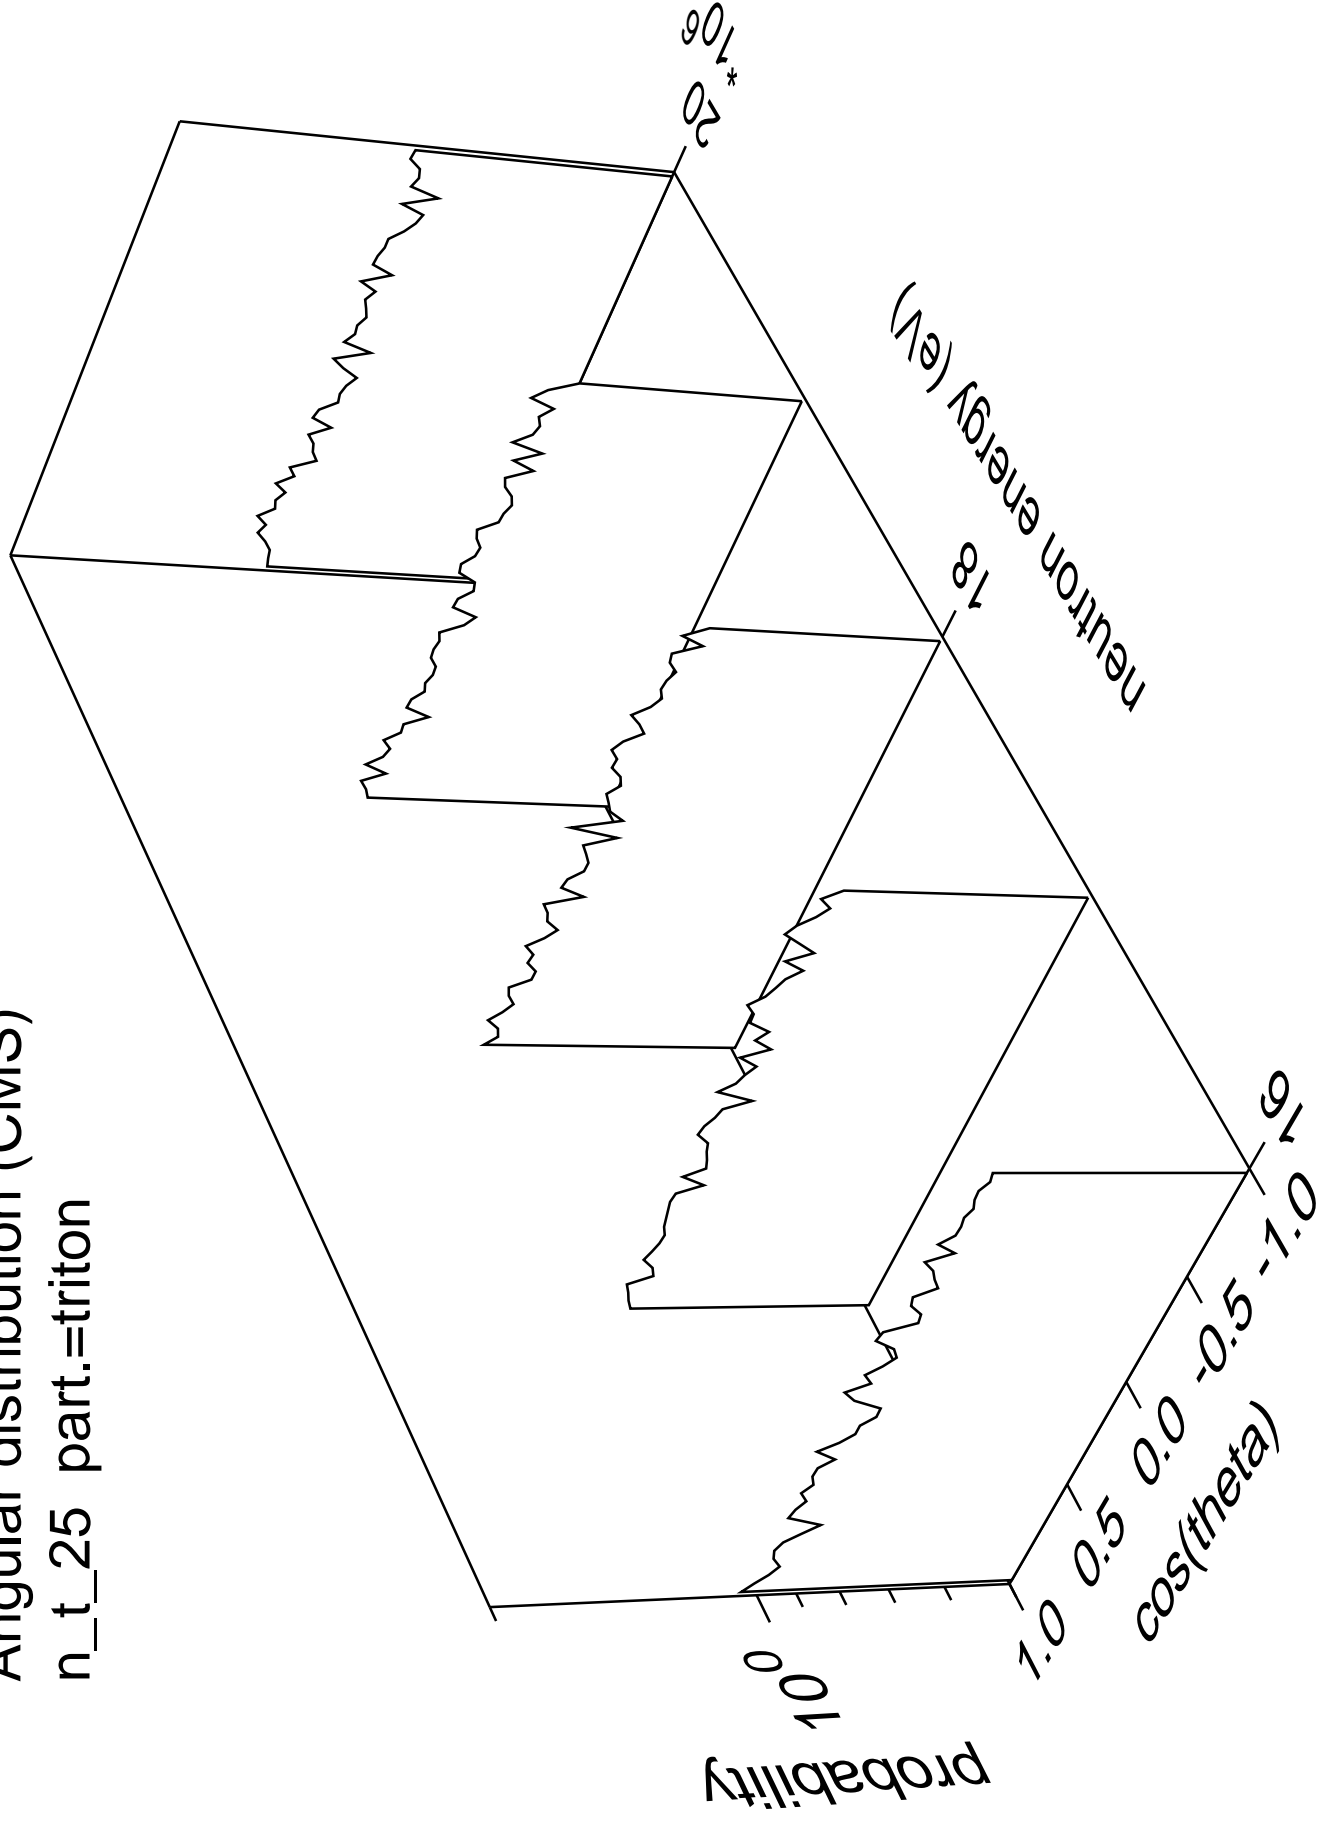 Angular distribution (CMS)
n_t_25 part.=triton
probability
10 0
1.0 0.5 0.0 -0.5 -1.0
cos(theta)
16 18 20
* 10 6
neutron energy (eV)